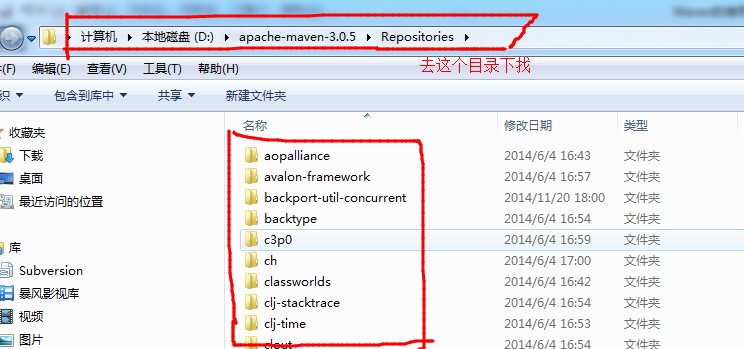 计算机 本地磁盘 (D:) apache-maven-3.0.5 Repositories
去这个目录下找
(F) 编辑(E) 查看(V) 工具(T) 帮助(H)
织 包含到库中 共享 新建文件夹
名称 修改日期 类型
收藏夹
下载
桌面
最近访问的位置
库
Subversion
暴风影视库
视频
图片
aopalliance 2014/6/4 16:43 文件夹
avalon-framework 2014/6/4 16:57 文件夹
backport-util-concurrent 2014/11/20 18:00 文件夹
backtype 2014/6/4 16:54 文件夹
c3p0 2014/6/4 16:59 文件夹
ch 2014/6/4 17:00 文件夹
classworlds 2014/6/4 16:42 文件夹
clj-stacktrace 2014/6/4 16:54 文件夹
clj-time 2014/6/4 16:53 文件夹
clout 2014/6/4 16:54 文件夹